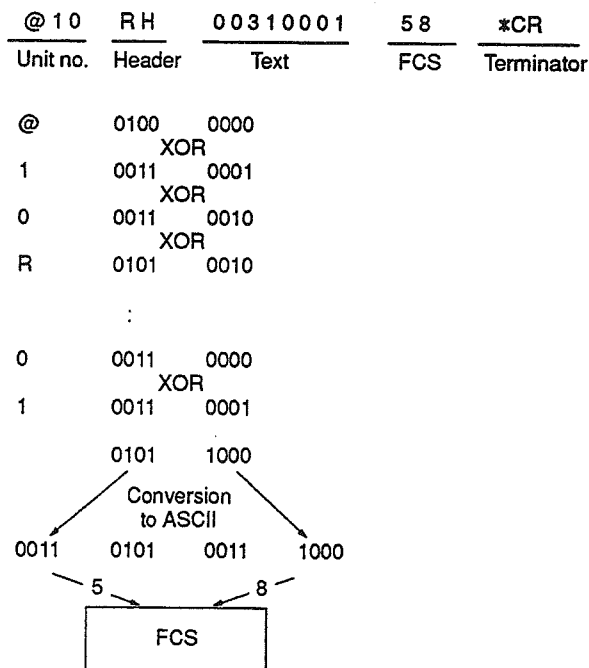 @10 RH 00310001 58 *CR
Unit no. Header Text FCS Terminator
@ 0100 0000
XOR
1 0011 0001
XOR
0 0011 0010
XOR
R 0101 0010
:
0 0011 0000
XOR
1 0011 0001
0101 1000
Conversion
to ASCII
0011 0101 0011 1000
5 8
FCS